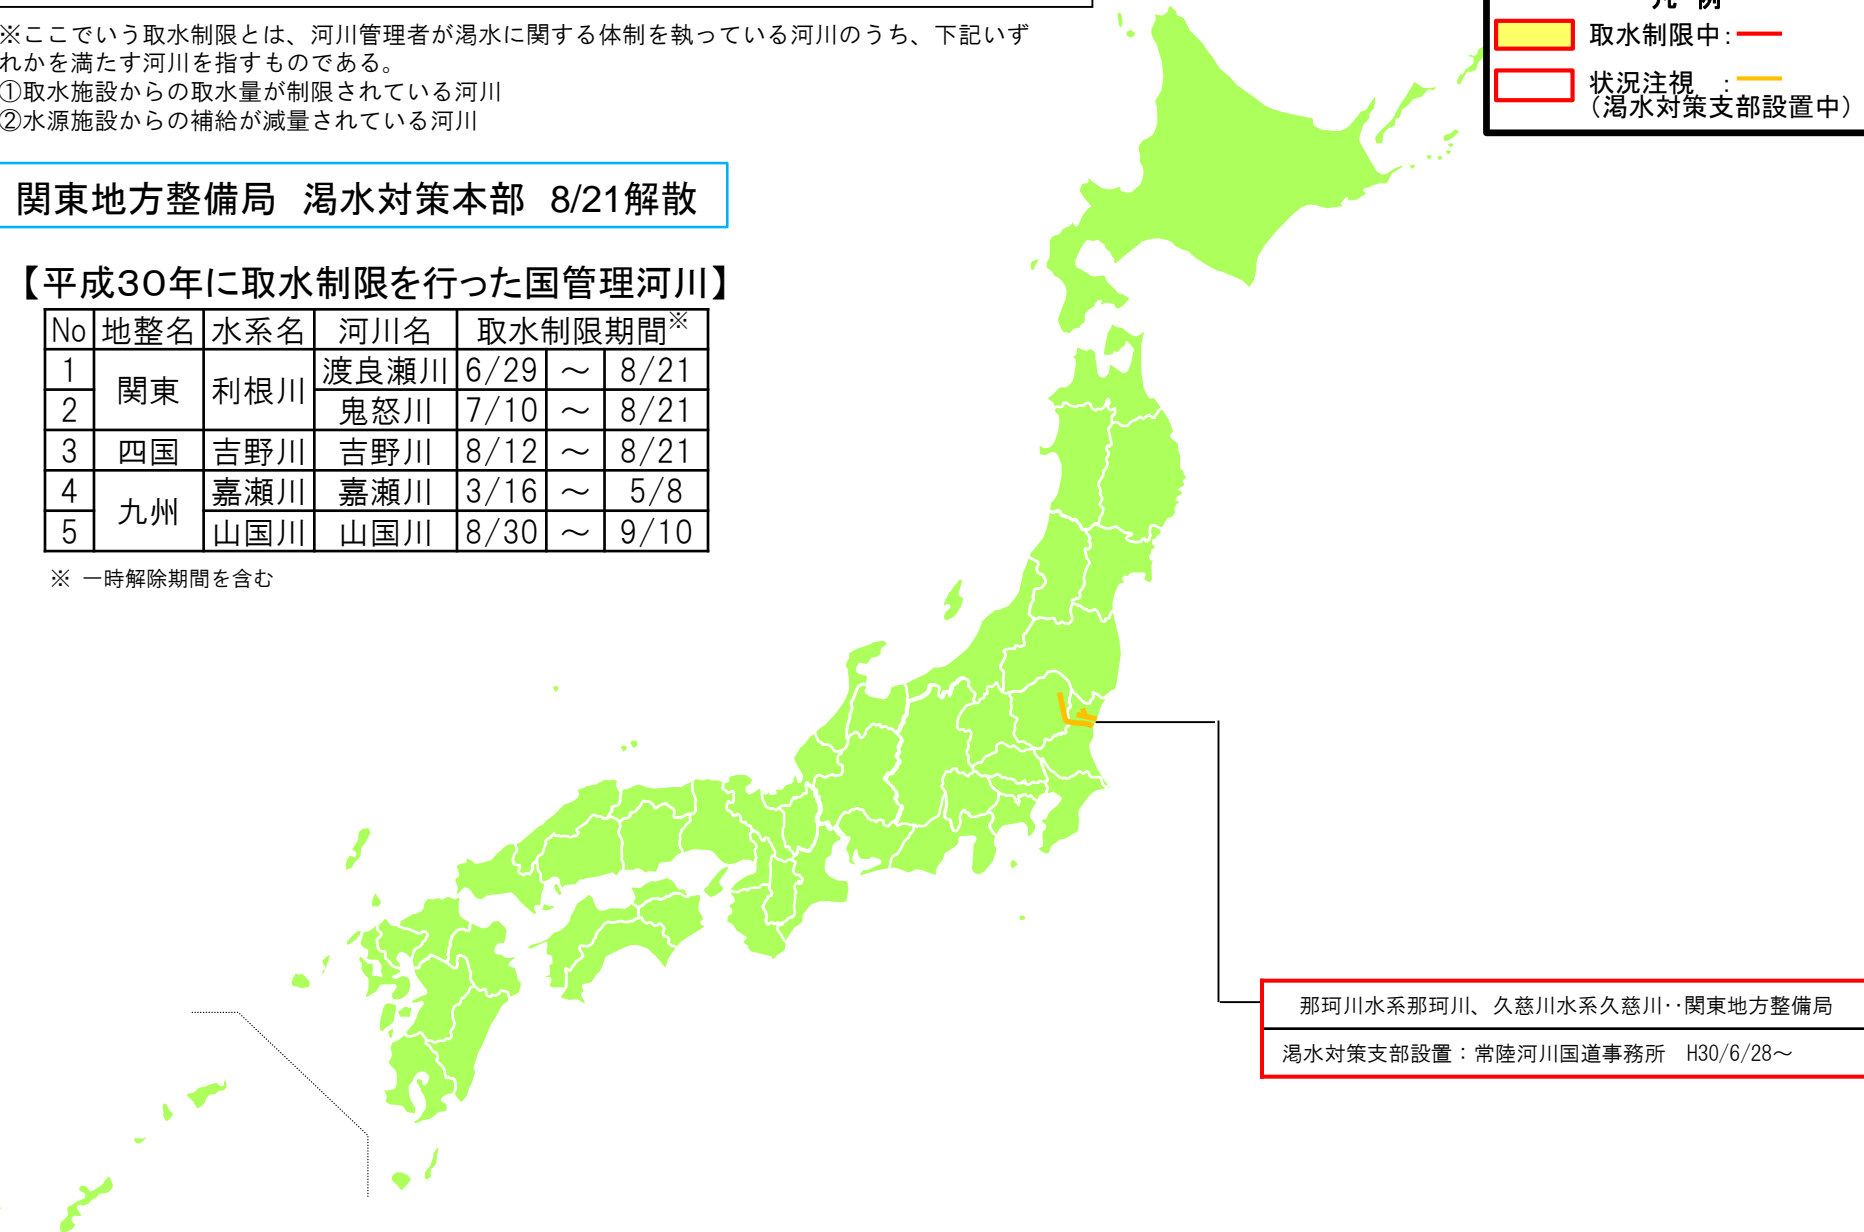 ※ここでいう取水制限とは、河川管理者が渇水に関する体制を執っている河川のうち、下記いず
れかを満たす河川を指すものである。
①取水施設からの取水量が制限されている河川
②水源施設からの補給が減量されている河川
凡 例
取水制限中:
状況注視 :
(渇水対策支部設置中)
関東地方整備局 渇水対策本部 8/21解散
【平成30年に取水制限を行った国管理河川】
No 地整名 水系名 河川名 取水制限期間※
1 関東 利根川 渡良瀬川 6/29 ～ 8/21
2 鬼怒川 7/10 ～ 8/21
3 四国 吉野川 吉野川 8/12 ～ 8/21
4 九州 嘉瀬川 嘉瀬川 3/16 ～ 5/8
5 山国川 山国川 8/30 ～ 9/10
※ 一時解除期間を含む
那珂川水系那珂川、久慈川水系久慈川‥関東地方整備局
渇水対策支部設置：常陸河川国道事務所 H30/6/28～